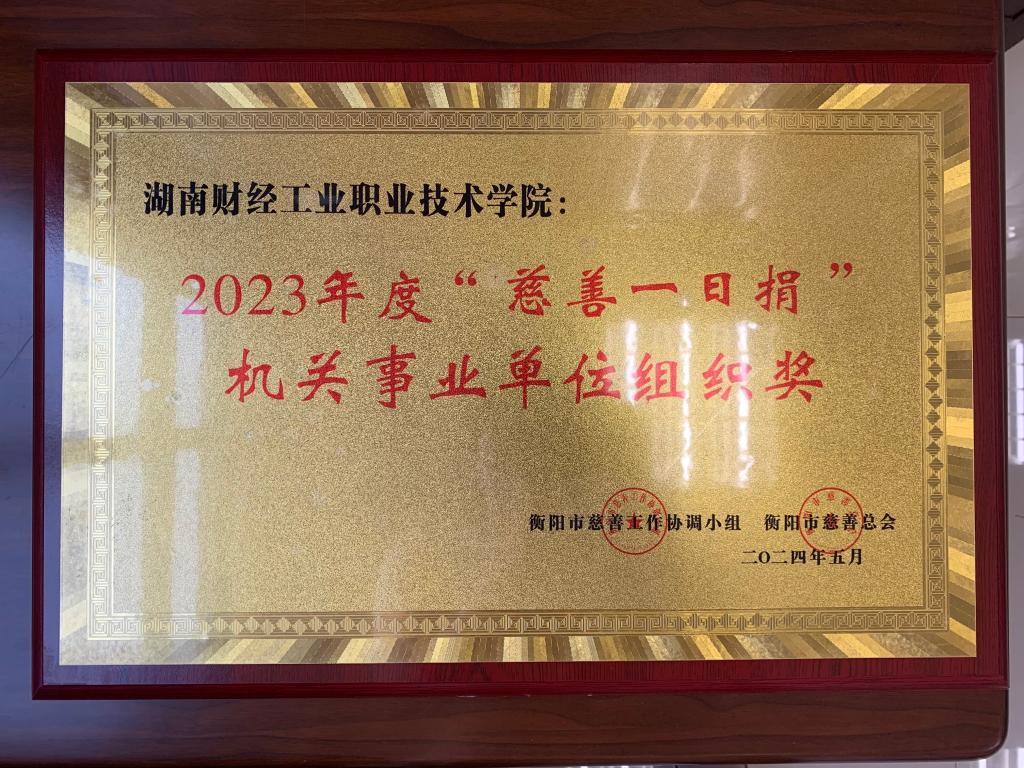 湖南财经工业职业技术学院：
2023年度“慈善一日捐”
机关事业单位组织奖
衡阳市慈善工作协调小组 衡阳市慈善总会
二〇二四年五月